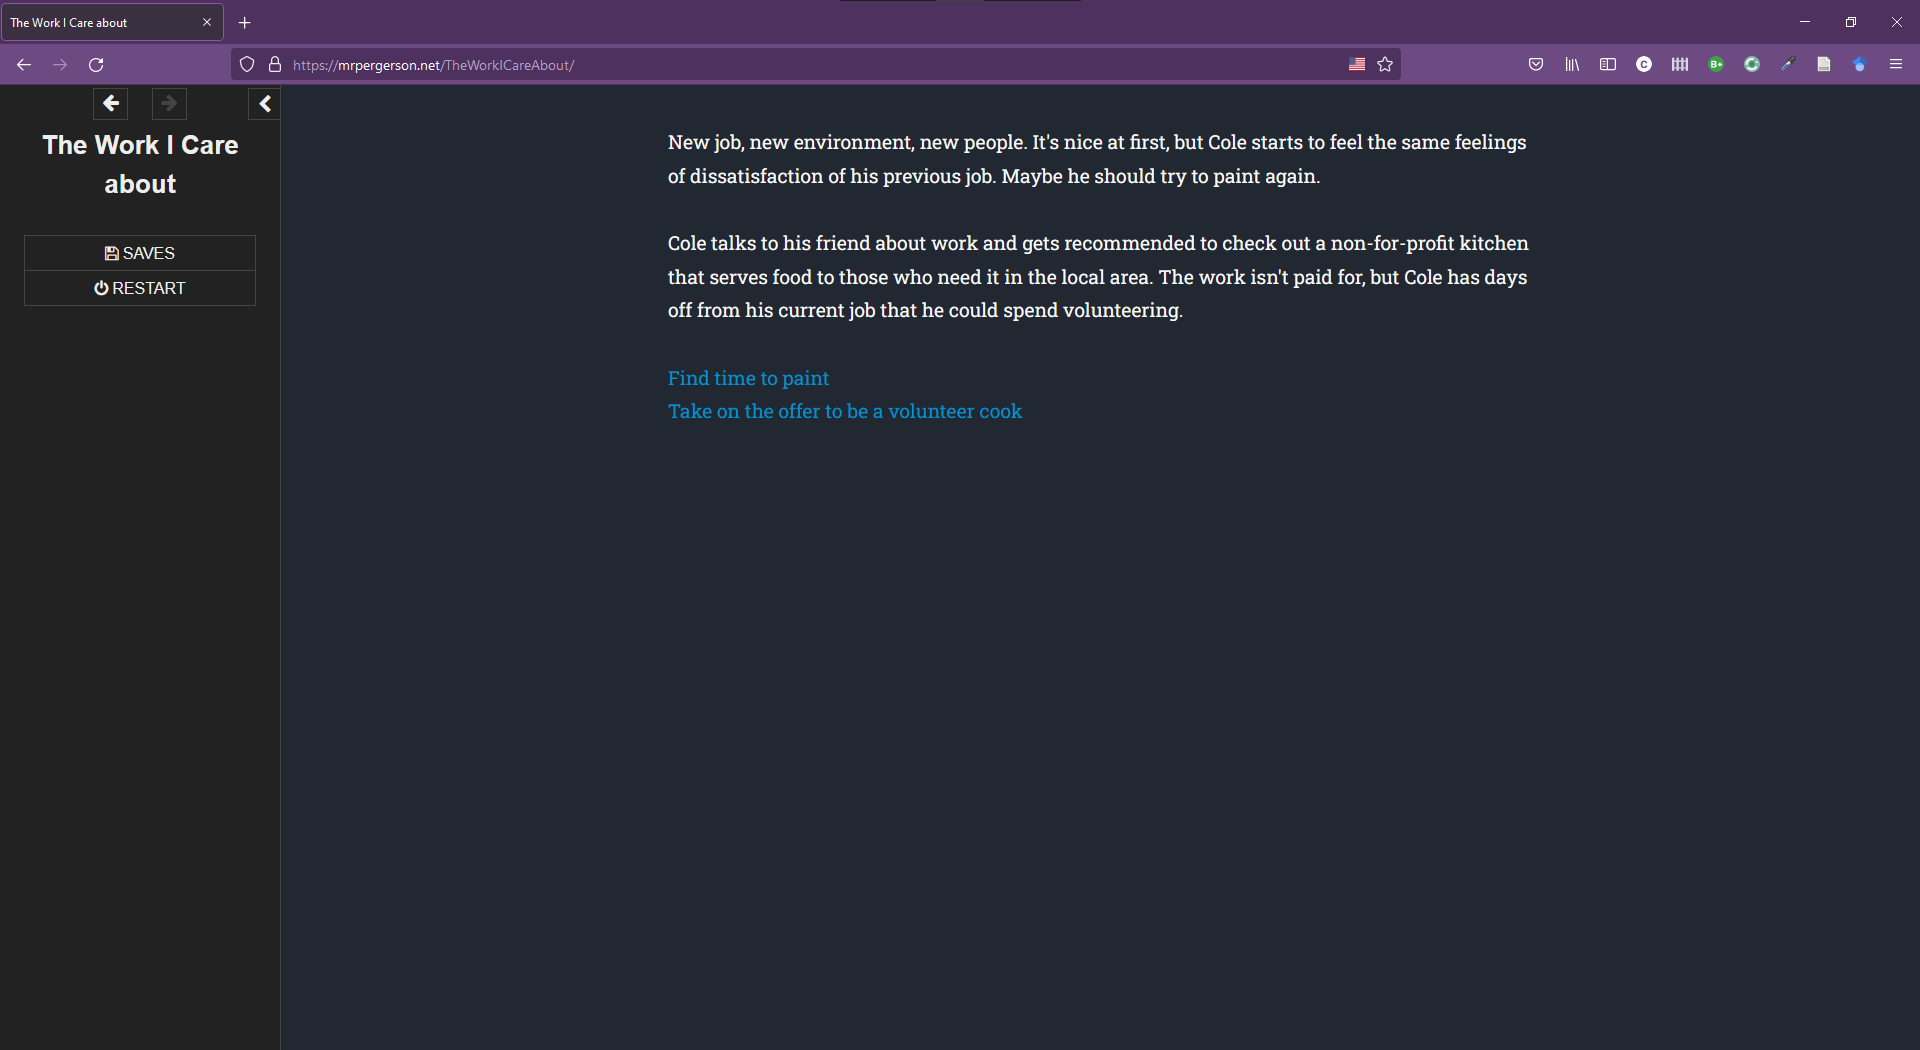 The Work I Care about
https://mrpergerson.net/TheWorkICareAbout/
The Work I Care
about
SAVES
RESTART
New job, new environment, new people. It's nice at first, but Cole starts to feel the same feelings
of dissatisfaction of his previous job. Maybe he should try to paint again.
Cole talks to his friend about work and gets recommended to check out a non-for-profit kitchen
that serves food to those who need it in the local area. The work isn't paid for, but Cole has days
off from his current job that he could spend volunteering.
Find time to paint
Take on the offer to be a volunteer cook
C
B+